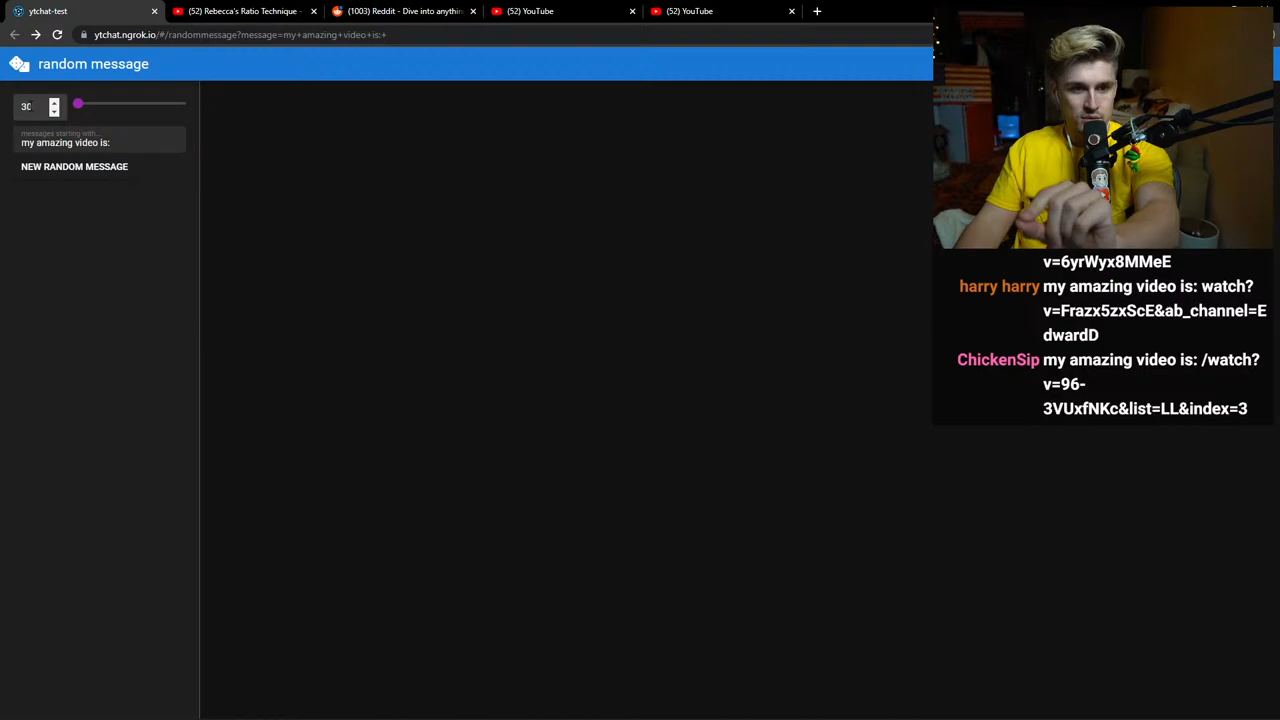 ytchat-test
(52) Rebecca's Ratio Technique -
(1003) Reddit - Dive into anythin
(52) YouTube
(52) YouTube
ytchat.ngrok.io/#/randommessage?message=my+amazing+video+is:+
random message
30
messages starting with...
my amazing video is:
NEW RANDOM MESSAGE
v=6yrWyx8MMeE
harry harry my amazing video is: watch?
v=Frazx5zxScE&ab_channel=E
dwardD
ChickenSip my amazing video is: /watch?
v=96-
3VUxfNKc&list=LL&index=3